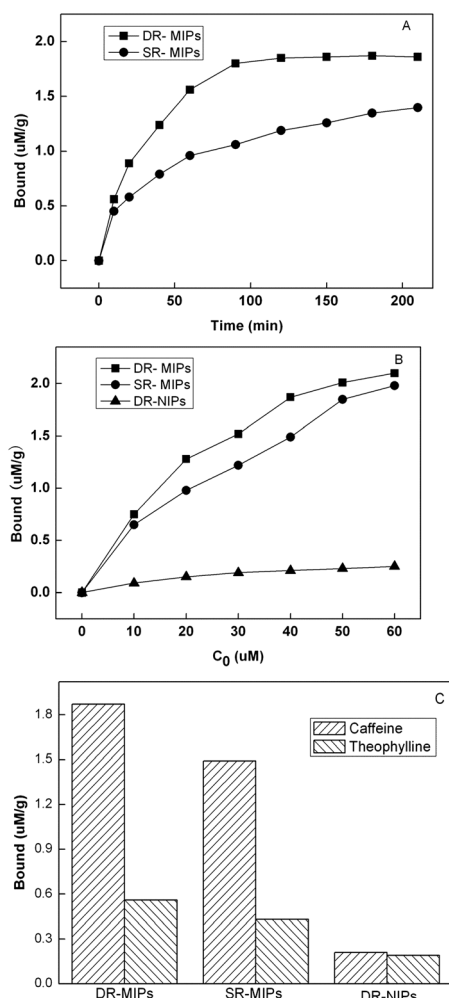 A
DR- MIPs
SR- MIPs
2.0
1.5
1.0
0.5
0.0
Bound (uM/g)
0 50 100 150 200
Time (min)
B
DR- MIPs
SR- MIPs
DR-NIPs
2.0
1.5
1.0
0.5
0.0
Bound (uM/g)
0 10 20 30 40 50 60
C0 (uM)
C
Caffeine
Theophylline
1.8
1.5
1.2
0.9
0.6
0.3
0.0
Bound (uM/g)
DR-MIPs SR-MIPs DR-NIPs